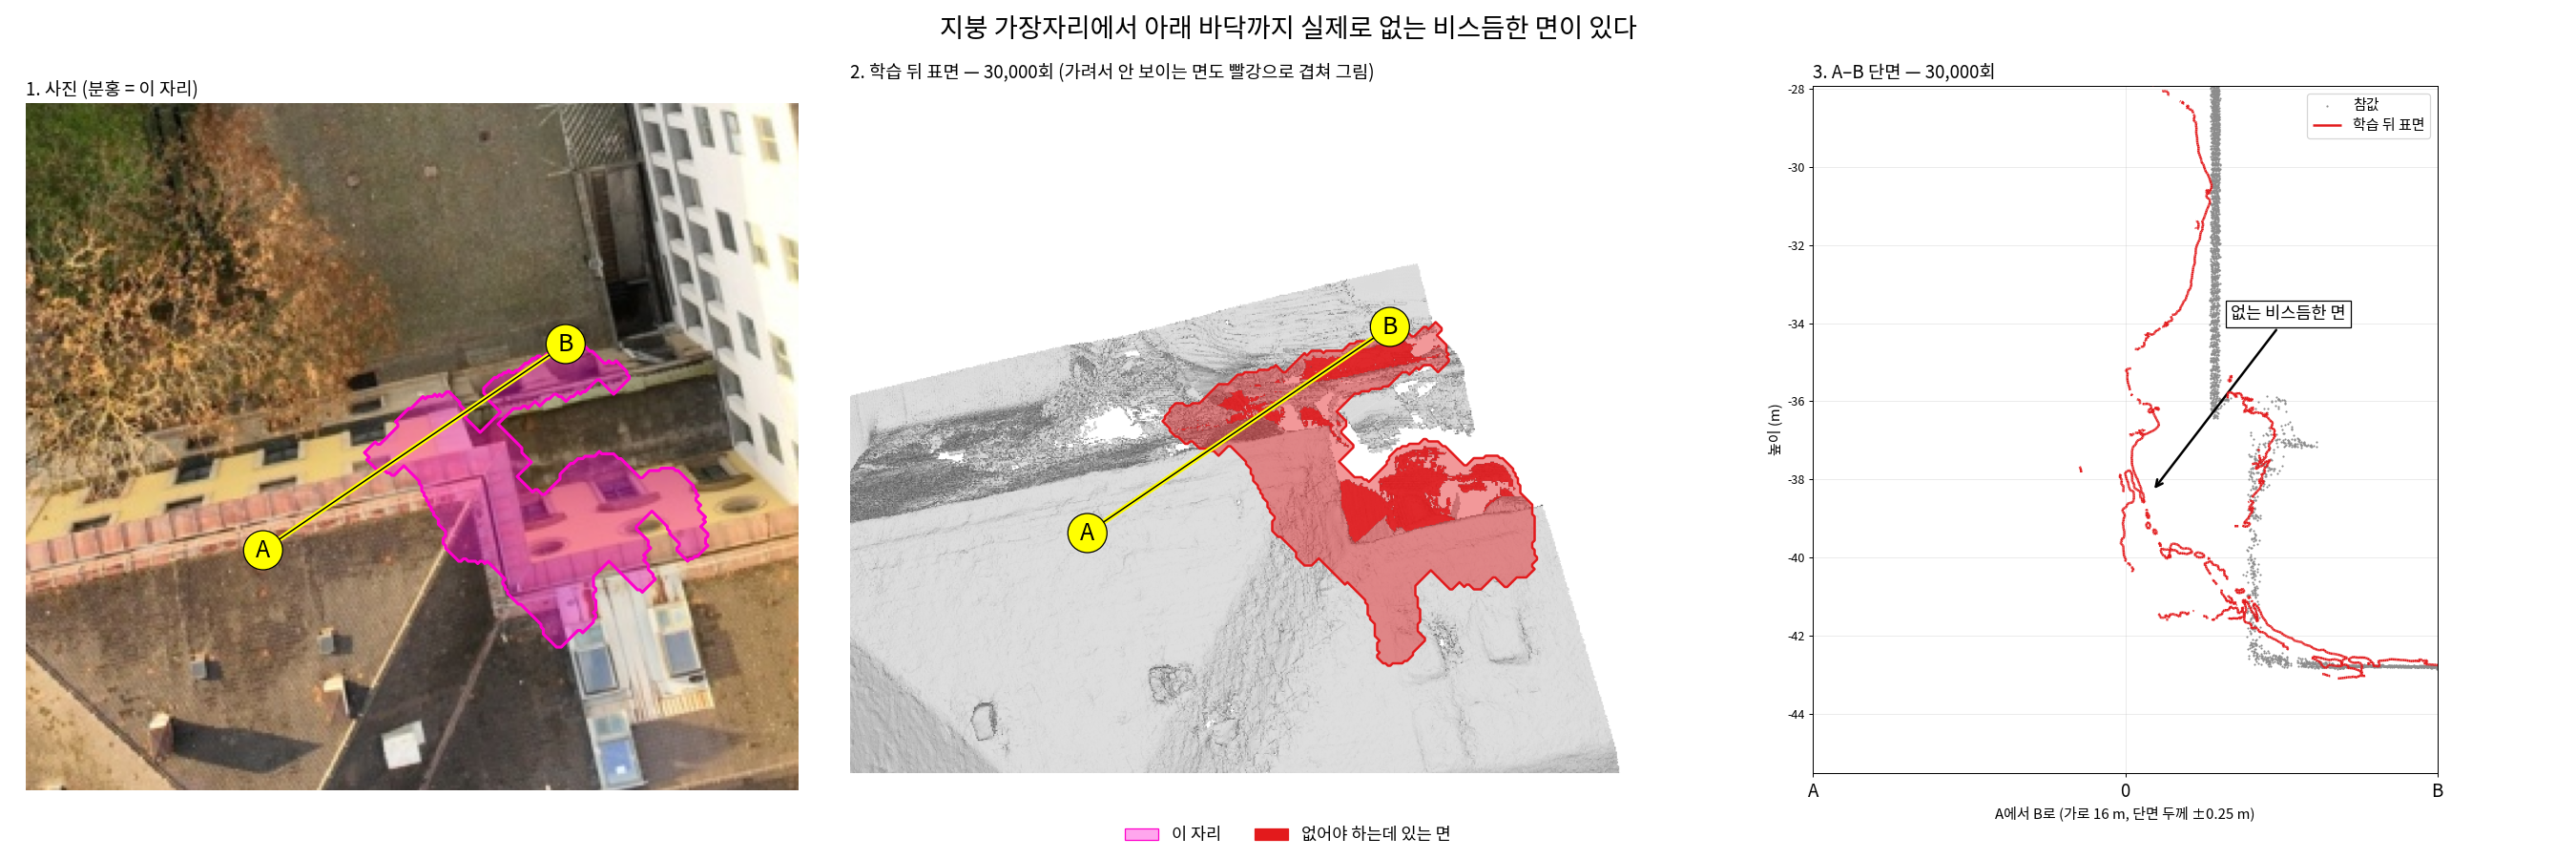 지붕 가장자리에서 아래 바닥까지 실제로 없는 비스듬한 면이 있다
1. 사진 (분홍 = 이 자리)
A
B
2. 학습 뒤 표면 — 30,000회 (가려서 안 보이는 면도 빨강으로 겹쳐 그림)
A
B
이 자리
없어야 하는데 있는 면
3. A–B 단면 — 30,000회
참값
학습 뒤 표면
없는 비스듬한 면
높이 (m)
-28
-30
-32
-34
-36
-38
-40
-42
-44
A
0
B
A에서 B로 (가로 16 m, 단면 두께 ±0.25 m)